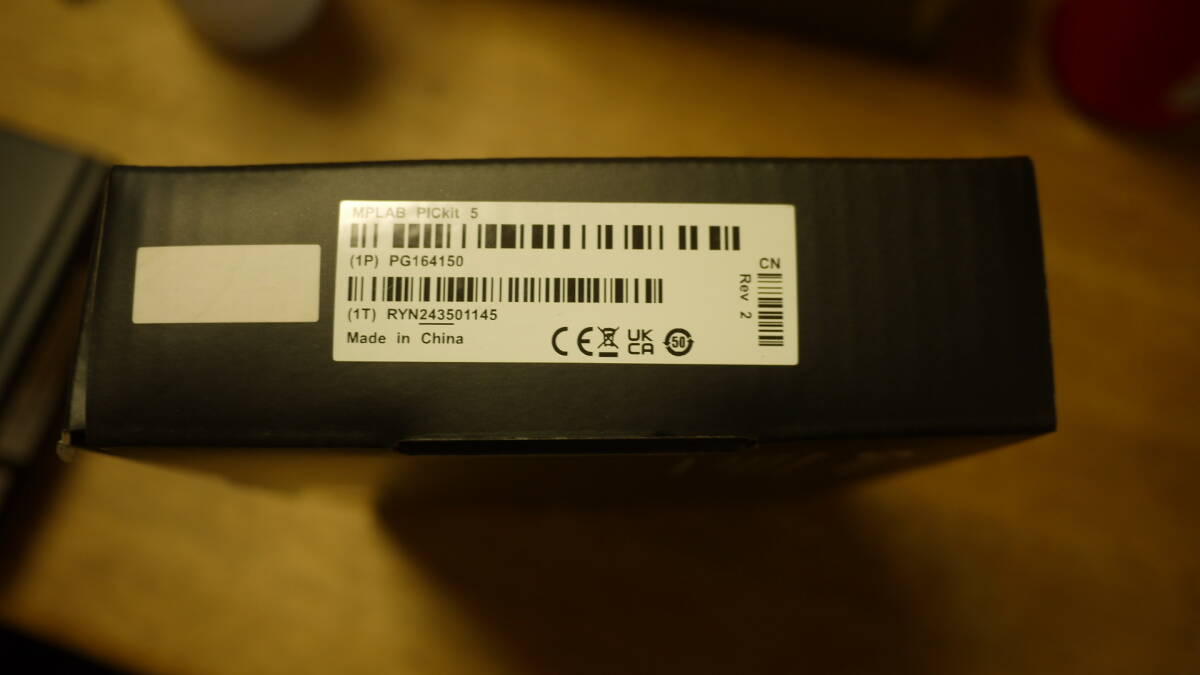 MPLAB PICkit 5
(1P) PG164150
(1T) RYN243501145
Made in China
CE
UK
CA
50
CN
Rev 2